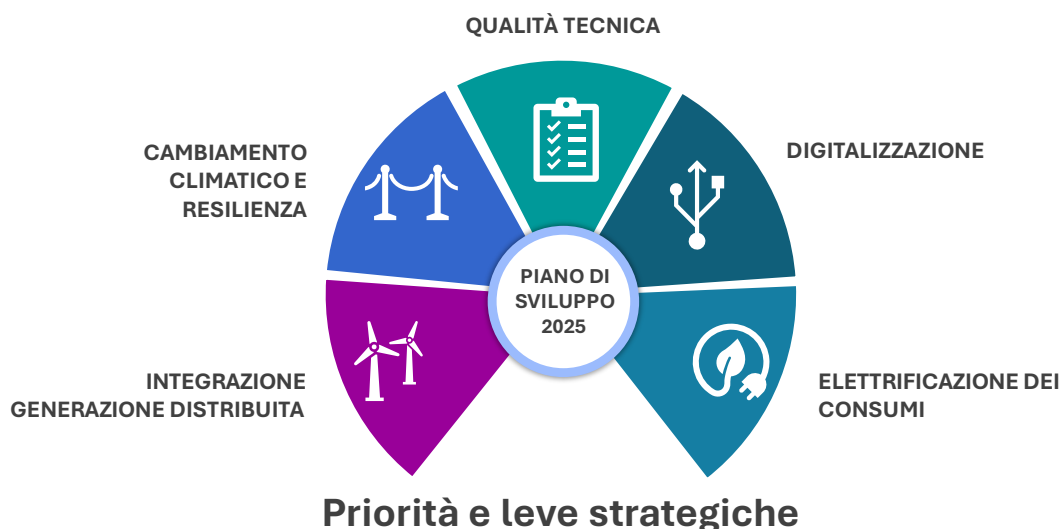 QUALITÀ TECNICA
CAMBIAMENTO
CLIMATICO E
RESILIENZA
DIGITALIZZAZIONE
PIANO DI
SVILUPPO
2025
INTEGRAZIONE
GENERAZIONE DISTRIBUITA
ELETTRIFICAZIONE DEI
CONSUMI
Priorità e leve strategiche